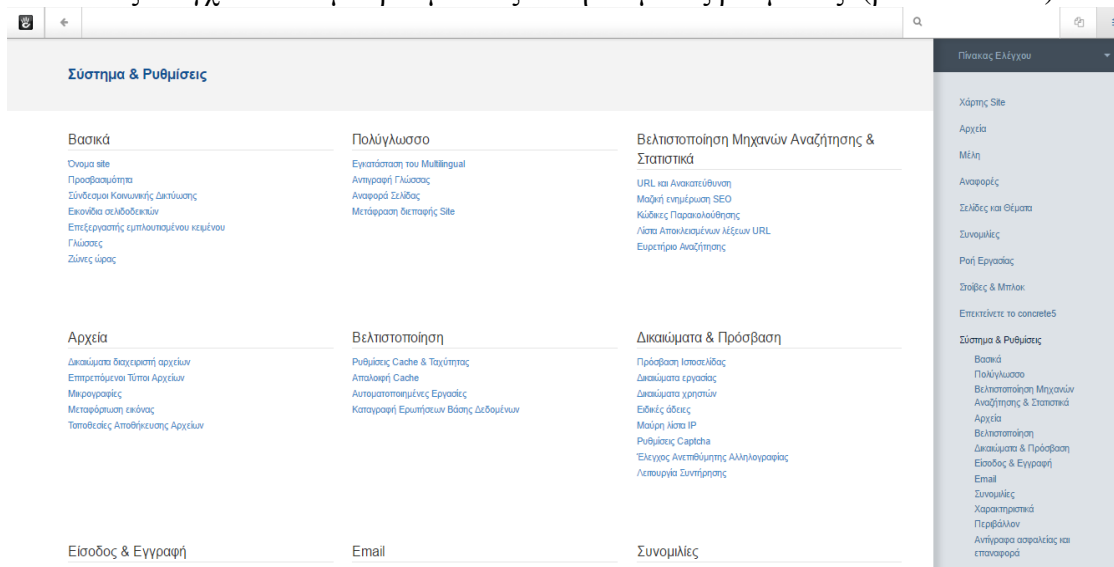 Πίνακας Ελέγχου
Σύστημα & Ρυθμίσεις
Βασικά
Όνομα site
Προσβασιμότητα
Σύνδεσμοι Κοινωνικής Δικτύωσης
Εικονίδια σελιδοδεικτών
Επεξεργαστής εμπλουτισμένου κειμένου
Γλώσσες
Ζώνες ώρας
Πολύγλωσσο
Εγκατάσταση του Multilingual
Αντιγραφή Γλώσσας
Αναφορά Σελίδας
Μετάφραση διεπαφής Site
Βελτιστοποίηση Μηχανών Αναζήτησης &
Στατιστικά
URL και Ανακατεύθυνση
Μαζική ενημέρωση SEO
Κώδικες Παρακολούθησης
Λίστα Αποκλεισμένων λέξεων URL
Ευρετήριο Αναζήτησης
Αρχεία
Δικαιώματα διαχειριστή αρχείων
Επιτρεπόμενοι Τύποι Αρχείων
Μικρογραφίες
Μεταφόρτωση εικόνας
Τοποθεσίες Αποθήκευσης Αρχείων
Βελτιστοποίηση
Ρυθμίσεις Cache & Ταχύτητας
Απαλοιφή Cache
Αυτοματοποιημένες Εργασίες
Καταγραφή Ερωτήσεων Βάσης Δεδομένων
Δικαιώματα & Πρόσβαση
Πρόσβαση Ιστοσελίδας
Δικαιώματα εργασίας
Δικαιώματα χρηστών
Ειδικές άδειες
Μαύρη λίστα IP
Ρυθμίσεις Captcha
Έλεγχος Ανεπιθύμητης Αλληλογραφίας
Λειτουργία Συντήρησης
Είσοδος & Εγγραφή
Email
Συνομιλίες
Χάρτης Site
Αρχεία
Μέλη
Αναφορές
Σελίδες και Θέματα
Συνομιλίες
Ροή Εργασίας
Στοίβες & Μπλοκ
Επεκτείνετε το concrete5
Σύστημα & Ρυθμίσεις
Βασικά
Πολύγλωσσο
Βελτιστοποίηση Μηχανών
Αναζήτησης & Στατιστικά
Αρχεία
Βελτιστοποίηση
Δικαιώματα & Πρόσβαση
Είσοδος & Εγγραφή
Email
Συνομιλίες
Χαρακτηριστικά
Περιβάλλον
Αντίγραφα ασφαλείας και
επαναφορά